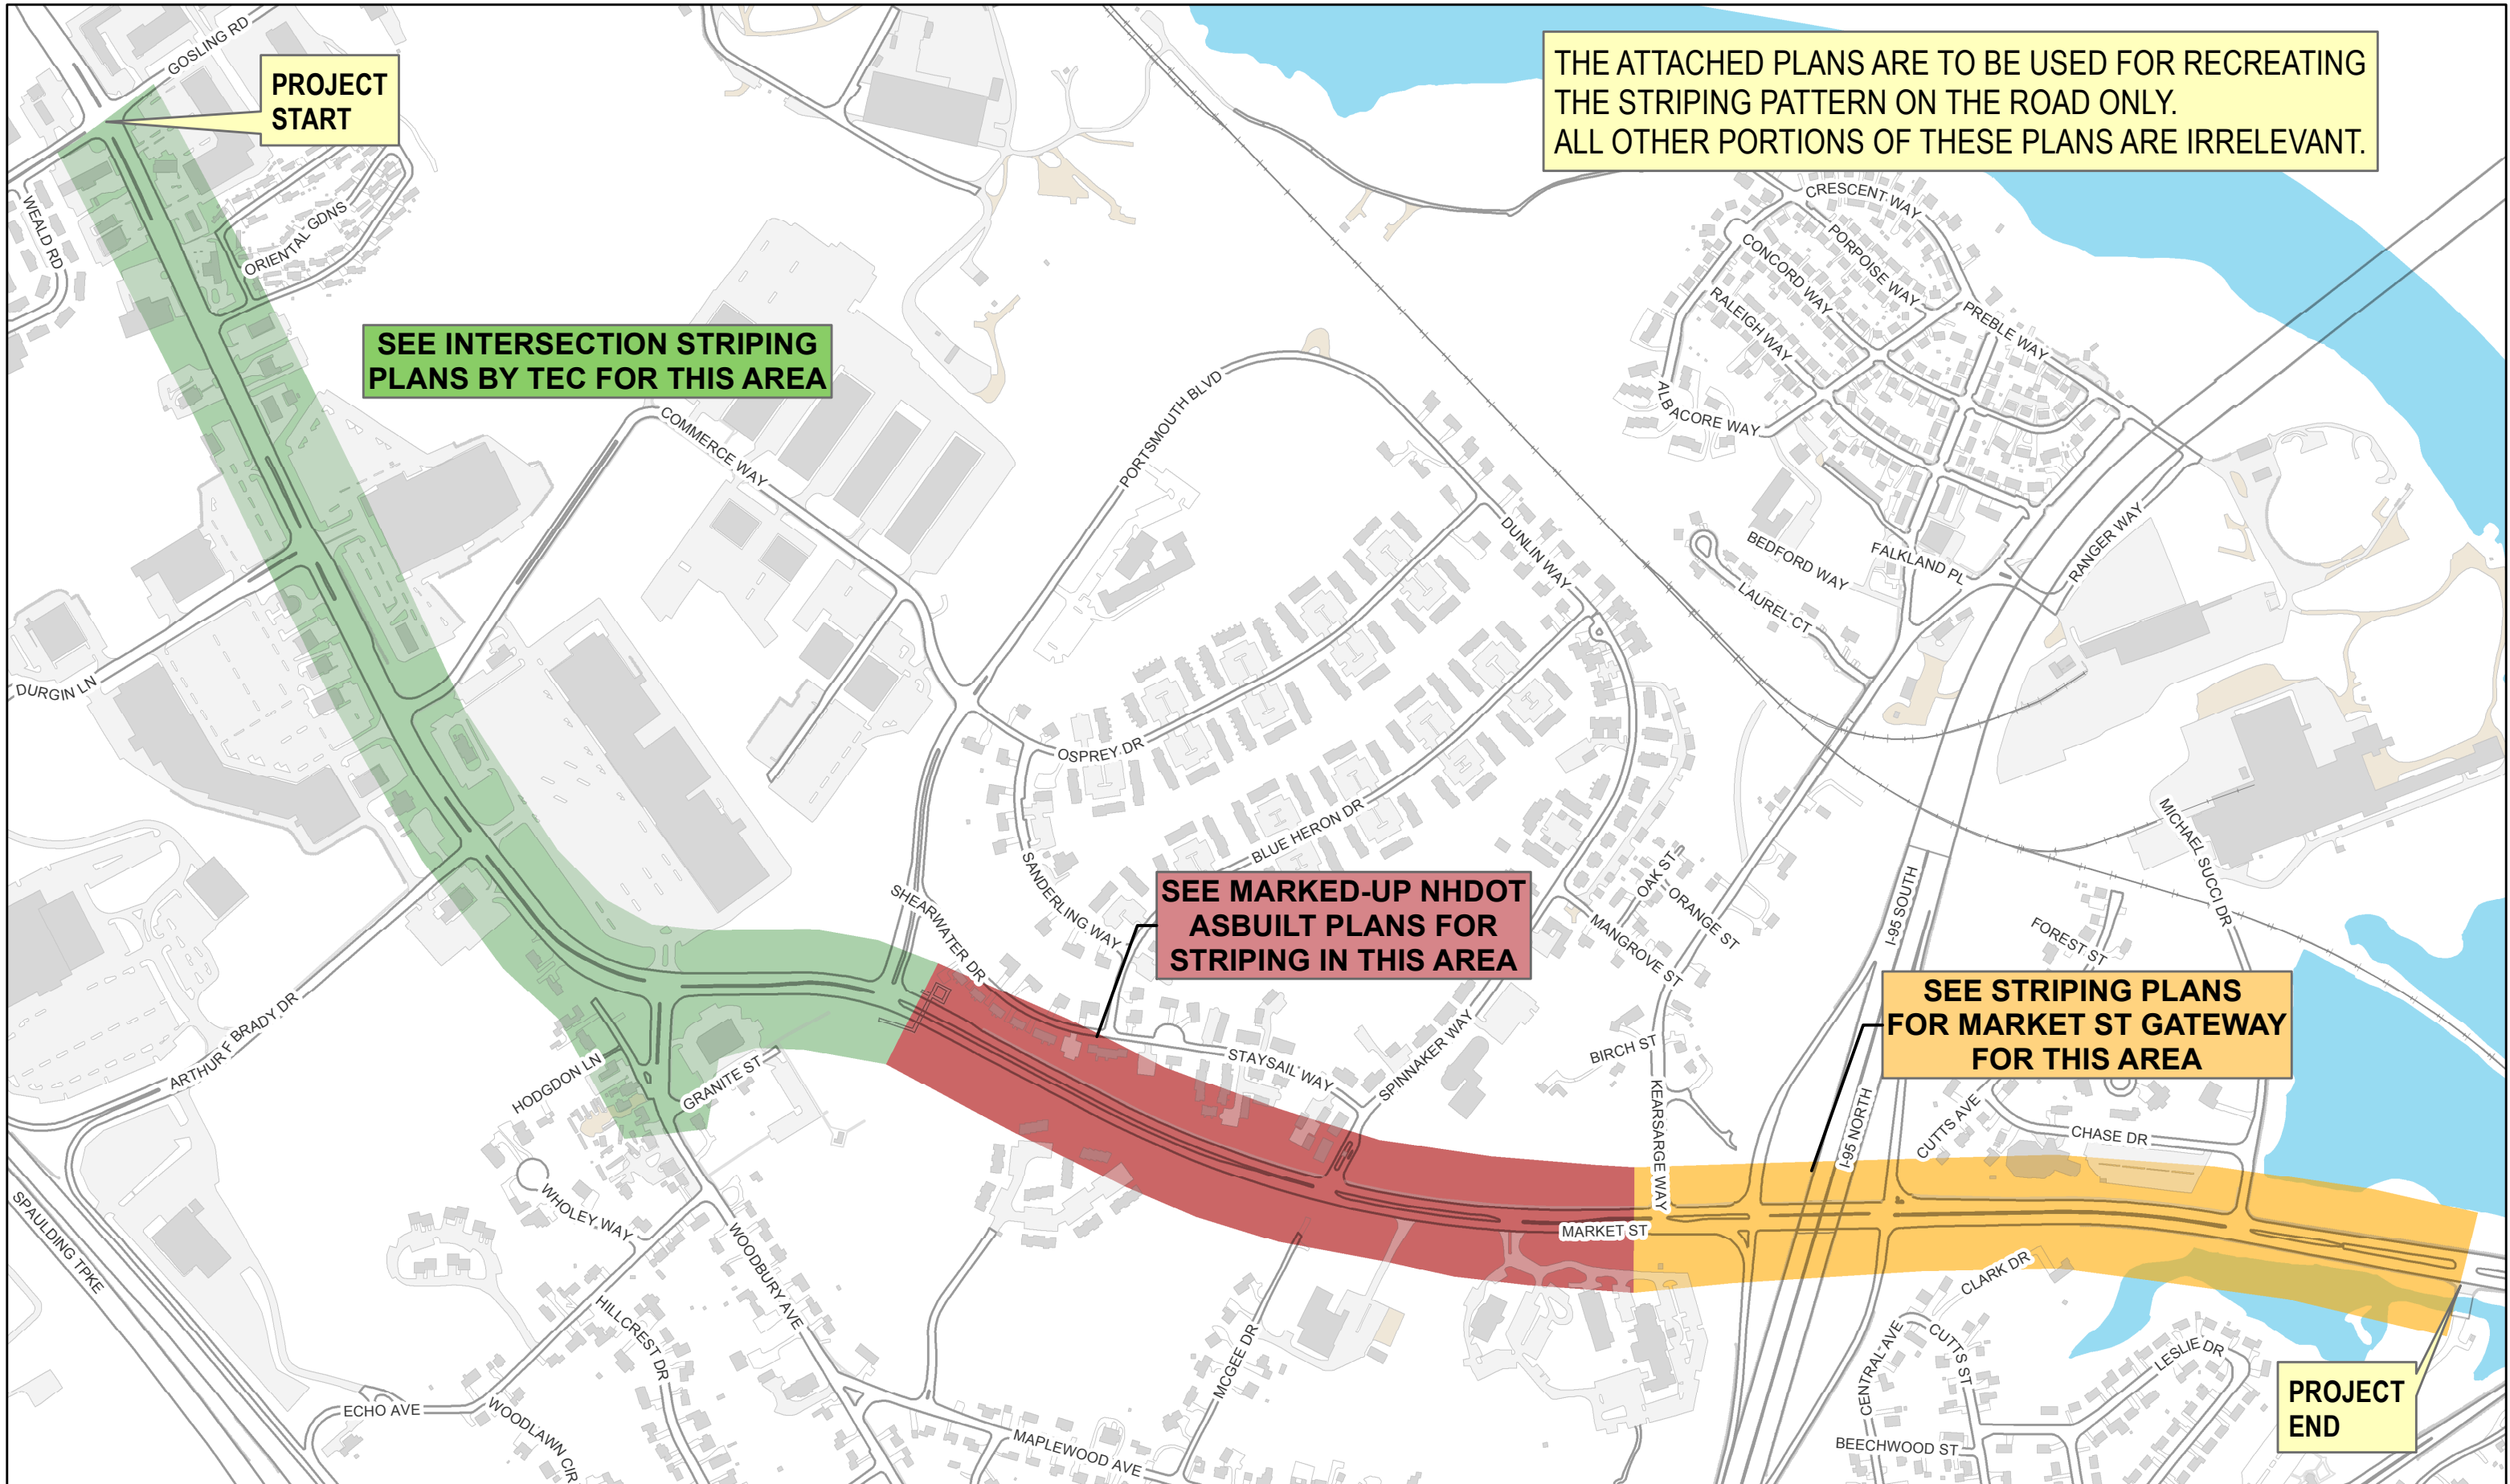 GOSLING RD
PROJECT
START
THE ATTACHED PLANS ARE TO BE USED FOR RECREATING
THE STRIPING PATTERN ON THE ROAD ONLY.
ALL OTHER PORTIONS OF THESE PLANS ARE IRRELEVANT.
WEALD RD
ORIENTAL GDNS
CRESCENT WAY
PORPOISE WAY
CONCORD WAY
RALEIGH WAY
PREBLE WAY
ALBACORE WAY
SEE INTERSECTION STRIPING
PLANS BY TEC FOR THIS AREA
COMMERCE WAY
PORTSMOUTH BLVD
DUNLIN WAY
BEDFORD WAY
FALKLAND PL
RANGER WAY
LAUREL CT
DURGIN LN
OSPREY DR
BLUE HERON DR
SANDERLING WAY
SHEARWATER DR
SEE MARKED-UP NHDOT
ASBUILT PLANS FOR
STRIPING IN THIS AREA
OAK ST
ORANGE ST
MANGROVE ST
I-95 SOUTH
MICHAEL SUCCI DR
FOREST ST
SEE STRIPING PLANS
FOR MARKET ST GATEWAY
FOR THIS AREA
ARTHUR F BRADY DR
HODGDON LN
GRANITE ST
STAYSAIL WAY
SPINNAKER WAY
BIRCH ST
KEARSARGE WAY
I-95 NORTH
CUTTS AVE
CHASE DR
SPAULDING TPKE
WHOLEY WAY
WOODBURY AVE
MARKET ST
CLARK DR
HILLCREST DR
MCGEE DR
CENTRAL AVE
CUTTS ST
LESLIE DR
PROJECT
END
ECHO AVE
WOODLAWN CIR
MAPLEWOOD AVE
BEECHWOOD ST